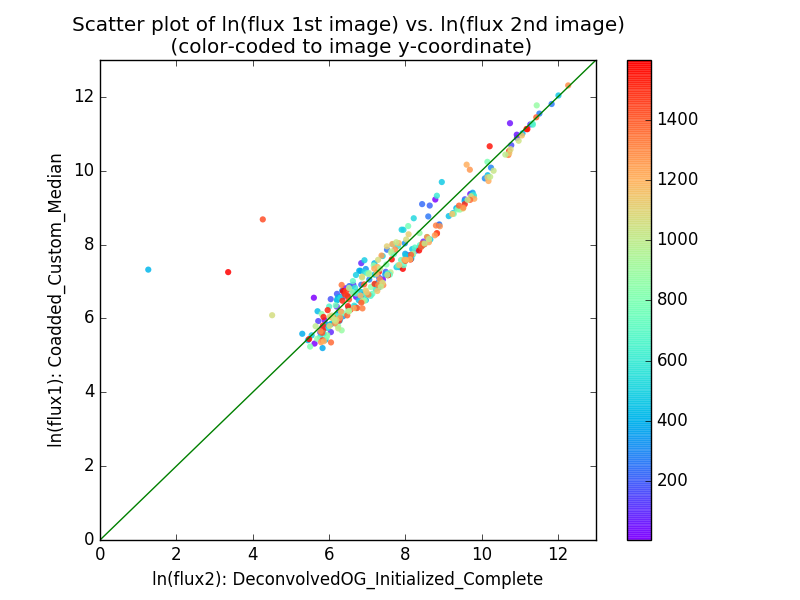 Scatter plot of ln(flux 1st image) vs. ln(flux 2nd image)
(color-coded to image y-coordinate)
ln(flux1): Coadded_Custom_Median
12
10
8
6
4
2
0
0 2 4 6 8 10 12
ln(flux2): DeconvolvedOG_Initialized_Complete
1400
1200
1000
800
600
400
200